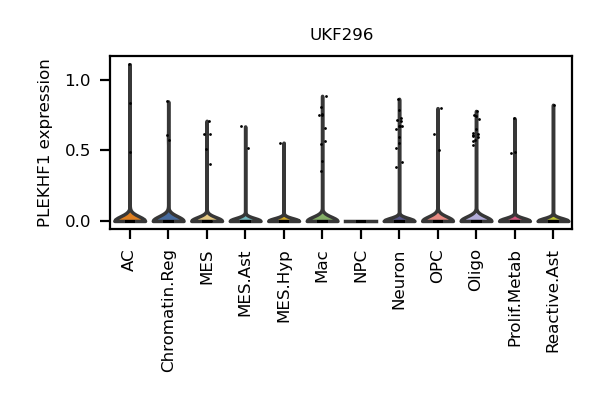 UKF296
PLEKHF1 expression
1.0
0.5
0.0
AC
Chromatin.Reg
MES
MES.Ast
MES.Hyp
Mac
NPC
Neuron
OPC
Oligo
Prolif.Metab
Reactive.Ast